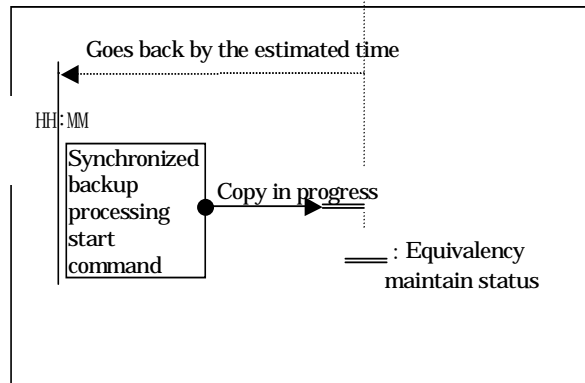 Goes back by the estimated time
HH:MM
Synchronized
backup
processing
start
command
Copy in progress
: Equivalency
maintain status